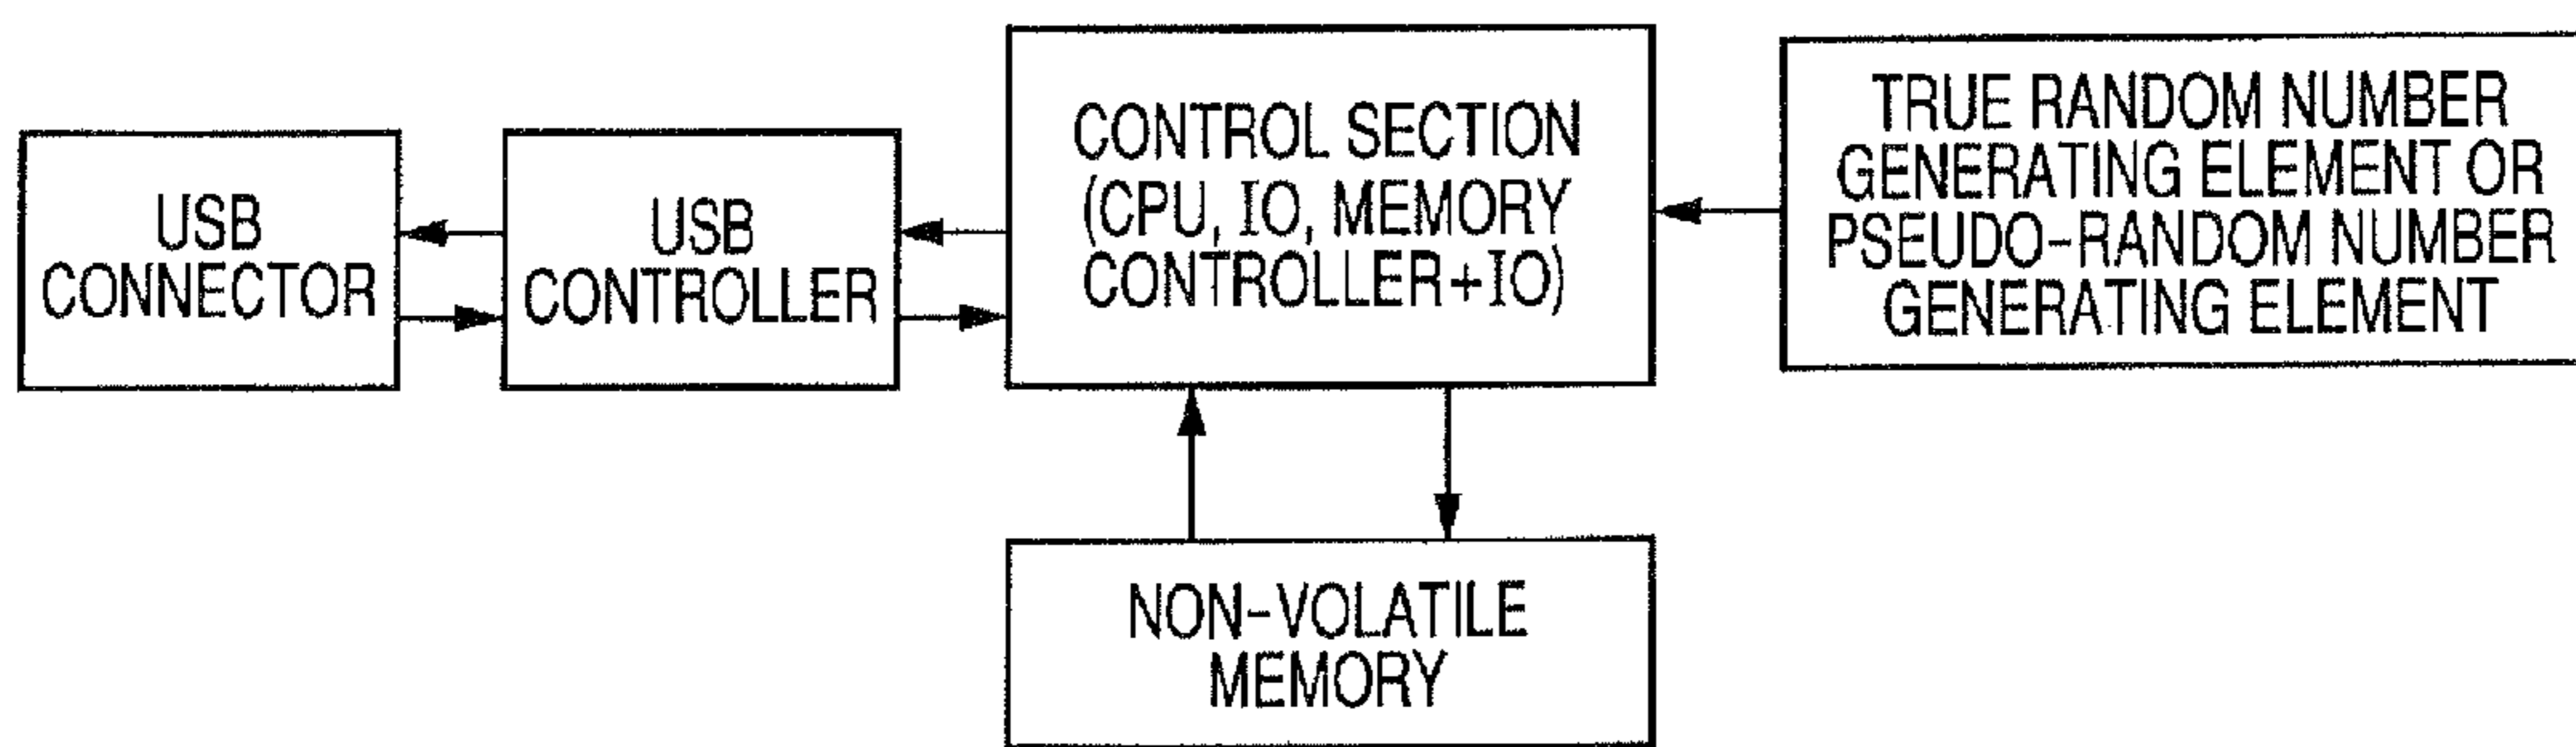 USB
CONNECTOR
USB
CONTROLLER
CONTROL SECTION
(CPU, IO, MEMORY
CONTROLLER+IO)
TRUE RANDOM NUMBER
GENERATING ELEMENT OR
PSEUDO-RANDOM NUMBER
GENERATING ELEMENT
NON-VOLATILE
MEMORY